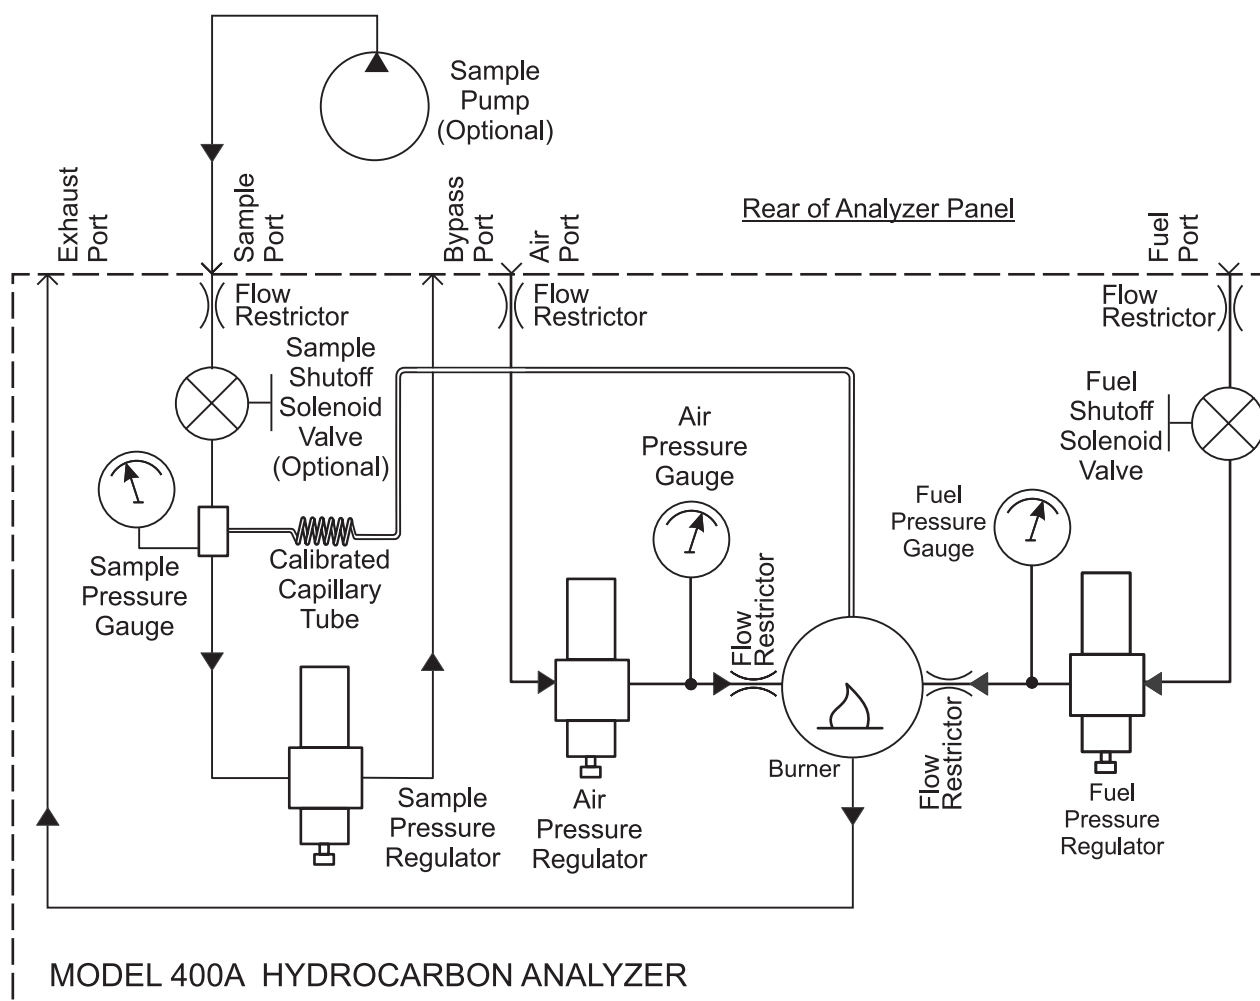 Sample
Pump
(Optional)
Exhaust
Port
Sample
Port
Bypass
Port
Air
Port
Rear of Analyzer Panel
Fuel
Port
Flow
Restrictor
Flow
Restrictor
Flow
Restrictor
Sample
Shutoff
Solenoid
Valve
(Optional)
Fuel
Shutoff
Solenoid
Valve
Air
Pressure
Gauge
Fuel
Pressure
Gauge
Sample
Pressure
Gauge
Calibrated
Capillary
Tube
Flow
Restrictor
Flow
Restrictor
Burner
Sample
Pressure
Regulator
Air
Pressure
Regulator
Fuel
Pressure
Regulator
MODEL 400A HYDROCARBON ANALYZER